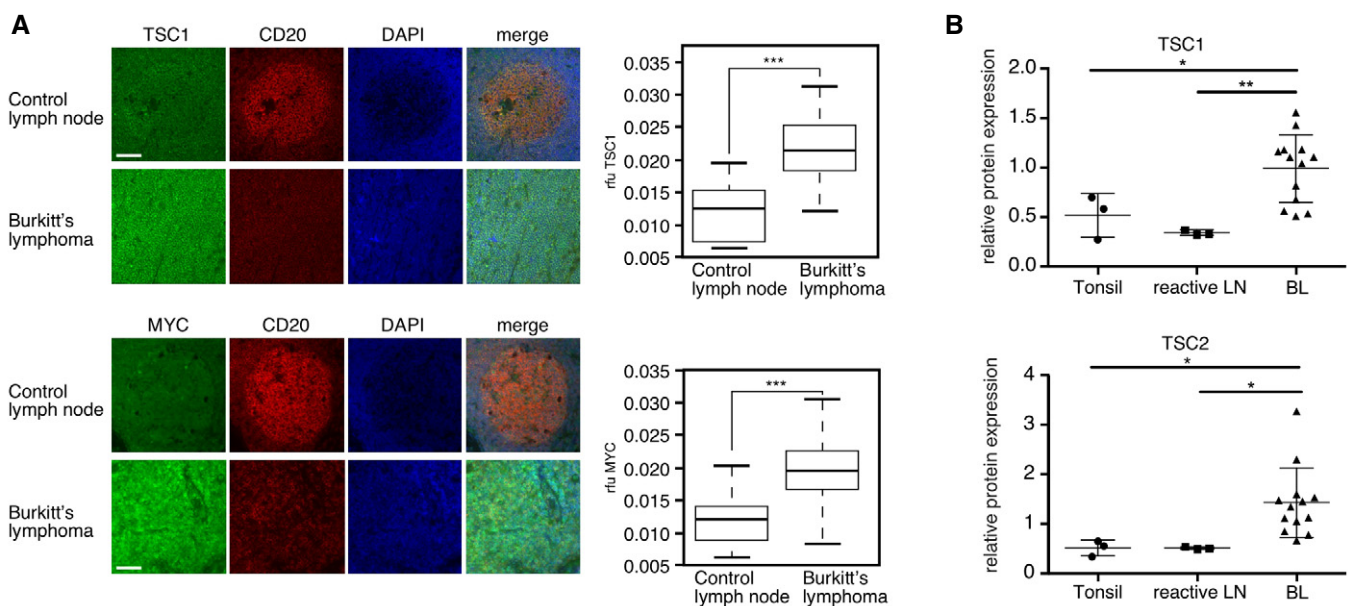 A
TSC1 CD20 DAPI merge
Control
lymph node
Burkitt's
lymphoma
***
0.035
0.030
0.025
0.020
0.015
0.010
0.005
rfu TSC1
Control
lymph node
Burkitt's
lymphoma
MYC CD20 DAPI merge
Control
lymph node
Burkitt's
lymphoma
***
0.035
0.030
0.025
0.020
0.015
0.010
0.005
rfu MYC
Control
lymph node
Burkitt's
lymphoma
B
TSC1
*
**
2.0
1.5
1.0
0.5
0.0
relative protein expression
Tonsil reactive LN BL
TSC2
*
*
4
3
2
1
0
relative protein expression
Tonsil reactive LN BL